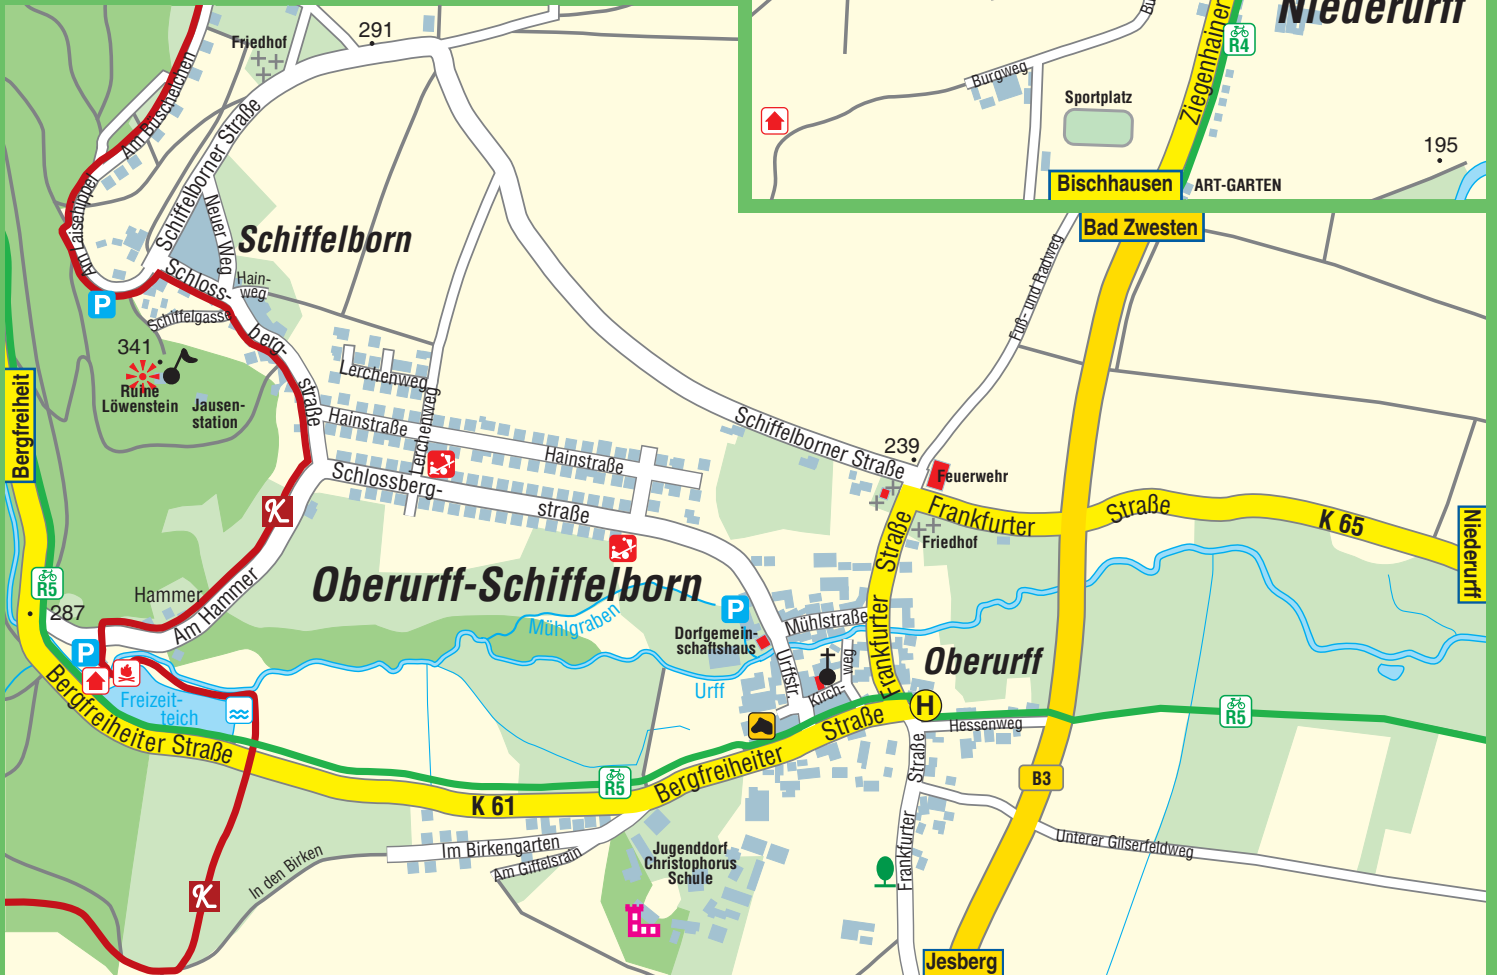 Niederurff
Bu
291
Friedhof
Ziegenhainer
R4
Burgweg
Sportplatz
Am Büscheichen
Schiffelborner Straße
195
Bischhausen
ART-GARTEN
Am Laisehippel
Neuer Weg
Schiffelborn
Bad Zwesten
Fuß- und Radweg
Schloss-
berg-
straße
Hain-
weg
P
Schiffelgasse
341
Ruine
Löwenstein
Jausen-
station
Bergfreiheit
Lerchenweg
Lerchenweg
Hainstraße
Hainstraße
Schiffelborner Straße
239
Feuerwehr
Schlossberg-
straße
K
Frankfurter
Straße
K 65
Friedhof
Niederurff
R5
287
Hammer
Am Hammer
Oberurff-Schiffelborn
Mühlgraben
P
Dorfgemein-
schaftshaus
Mühlstraße
Frankfurter
Straße
Oberurff
P
Freizeit-
teich
Urff
Urffstr.
Kirch-
weg
H
Hessenweg
R5
Bergfreiheiter Straße
Bergfreiheiter
Straße
R5
K 61
B3
Frankfurter
Straße
Unterer Gilserfeldweg
Im Birkengarten
Am Giffelsrain
In den Birken
Jugenddorf
Christophorus
Schule
K
Jesberg